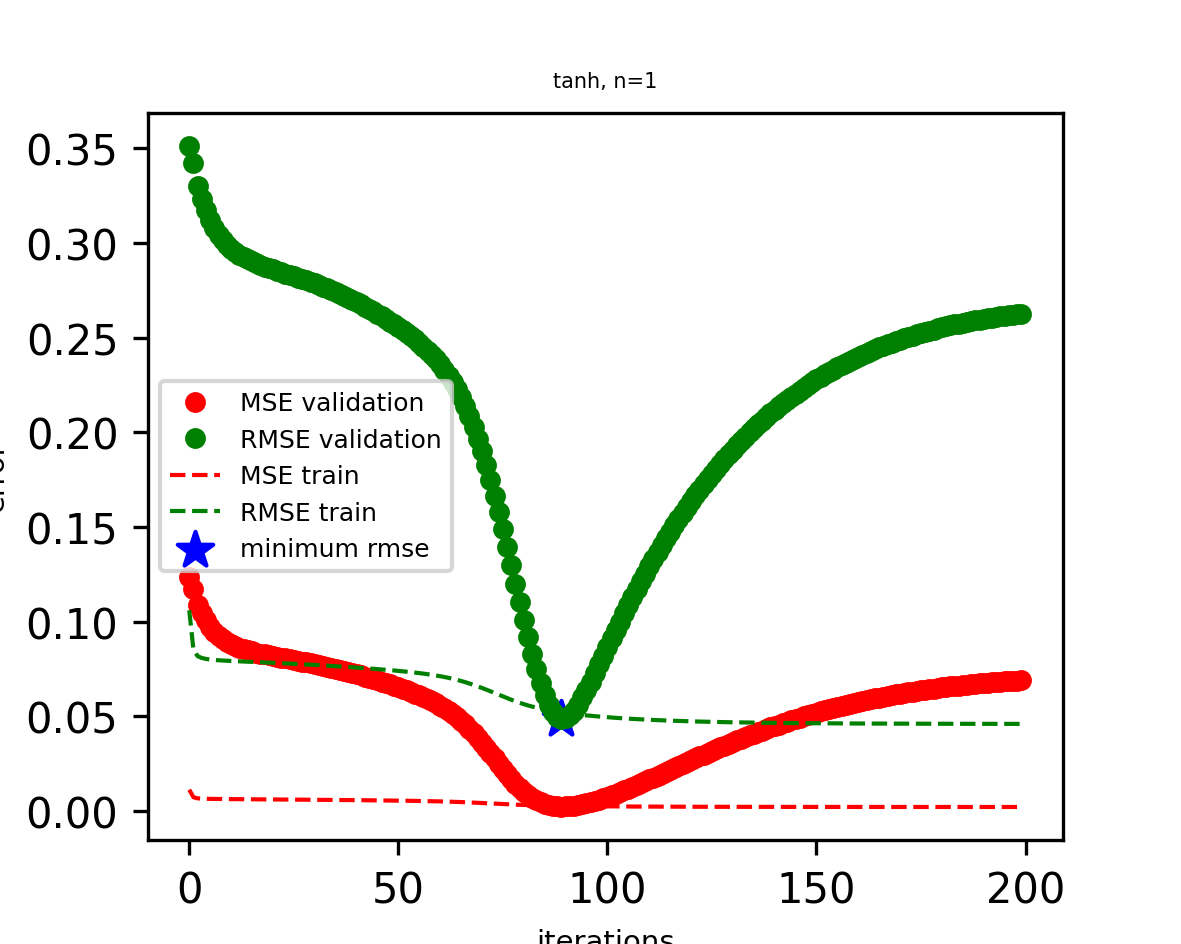 tanh, n=1
0.35
0.30
0.25
0.20
0.15
0.10
0.05
0.00
MSE validation
RMSE validation
MSE train
RMSE train
minimum rmse
0 50 100 150 200
iterations